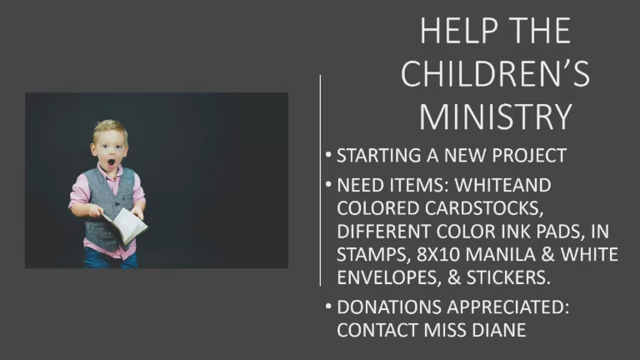 HELP THE
CHILDREN'S
MINISTRY
• STARTING A NEW PROJECT
• NEED ITEMS: WHITEAND
COLORED CARDSTOCKS,
DIFFERENT COLOR INK PADS, IN
STAMPS, 8X10 MANILA & WHITE
ENVELOPES, & STICKERS.
• DONATIONS APPRECIATED:
CONTACT MISS DIANE